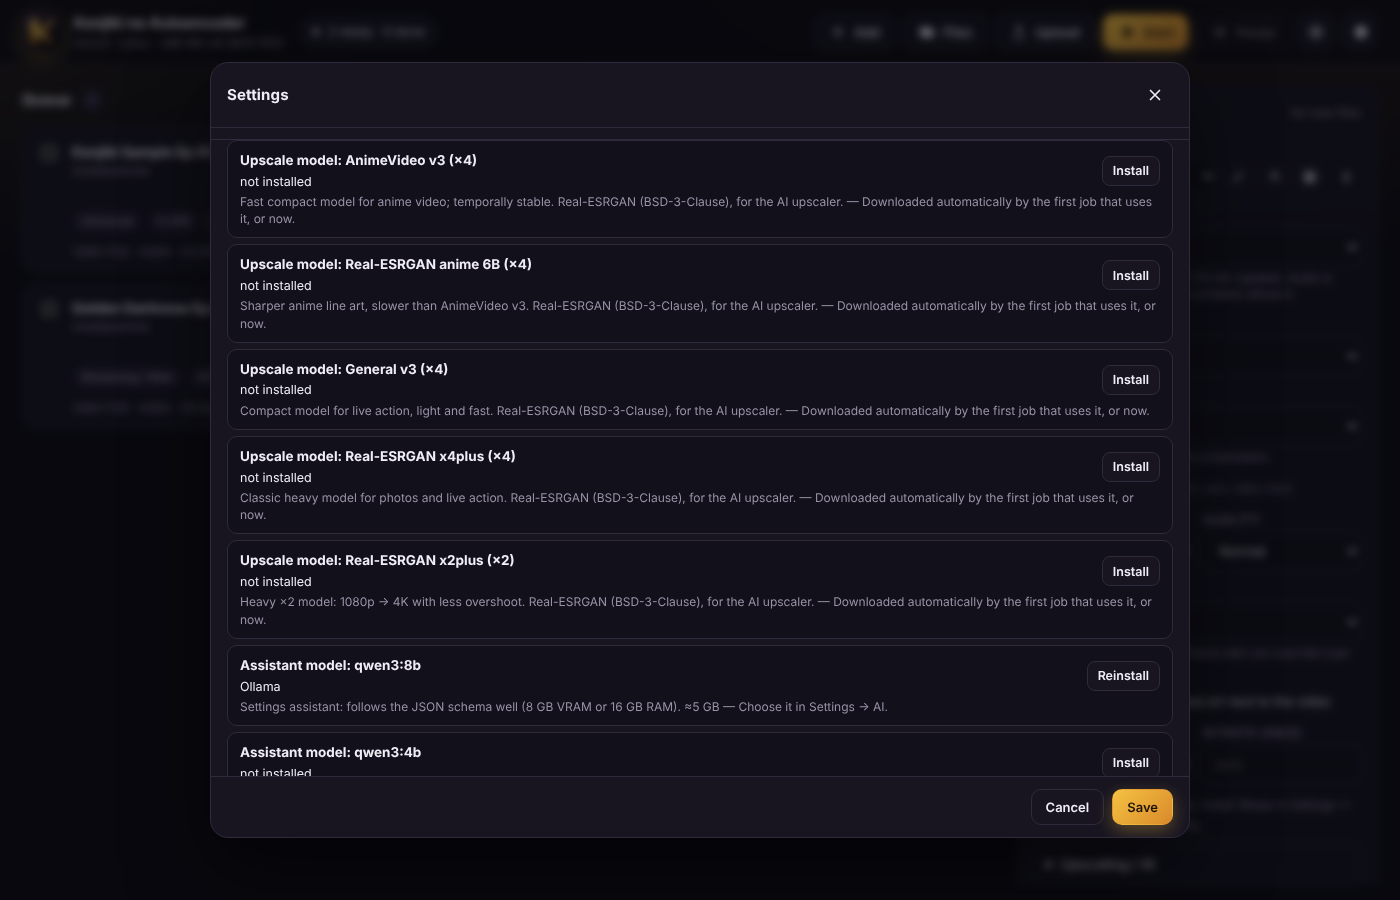 Settings
Upscale model: AnimeVideo v3 (×4)
not installed
Install
Fast compact model for anime video; temporally stable. Real-ESRGAN (BSD-3-Clause), for the AI upscaler. — Downloaded automatically by the first job that uses
it, or now.
Upscale model: Real-ESRGAN anime 6B (×4)
not installed
Install
Sharper anime line art, slower than AnimeVideo v3. Real-ESRGAN (BSD-3-Clause), for the AI upscaler. — Downloaded automatically by the first job that uses it, or
now.
Upscale model: General v3 (×4)
not installed
Install
Compact model for live action, light and fast. Real-ESRGAN (BSD-3-Clause), for the AI upscaler. — Downloaded automatically by the first job that uses it, or now.
Upscale model: Real-ESRGAN x4plus (×4)
not installed
Install
Classic heavy model for photos and live action. Real-ESRGAN (BSD-3-Clause), for the AI upscaler. — Downloaded automatically by the first job that uses it, or
now.
Upscale model: Real-ESRGAN x2plus (×2)
not installed
Install
Heavy ×2 model: 1080p → 4K with less overshoot. Real-ESRGAN (BSD-3-Clause), for the AI upscaler. — Downloaded automatically by the first job that uses it, or
now.
Assistant model: qwen3:8b
Ollama
Reinstall
Settings assistant: follows the JSON schema well (8 GB VRAM or 16 GB RAM). ≈5 GB — Choose it in Settings → AI.
Assistant model: qwen3:4b
not installed
Install
Cancel
Save